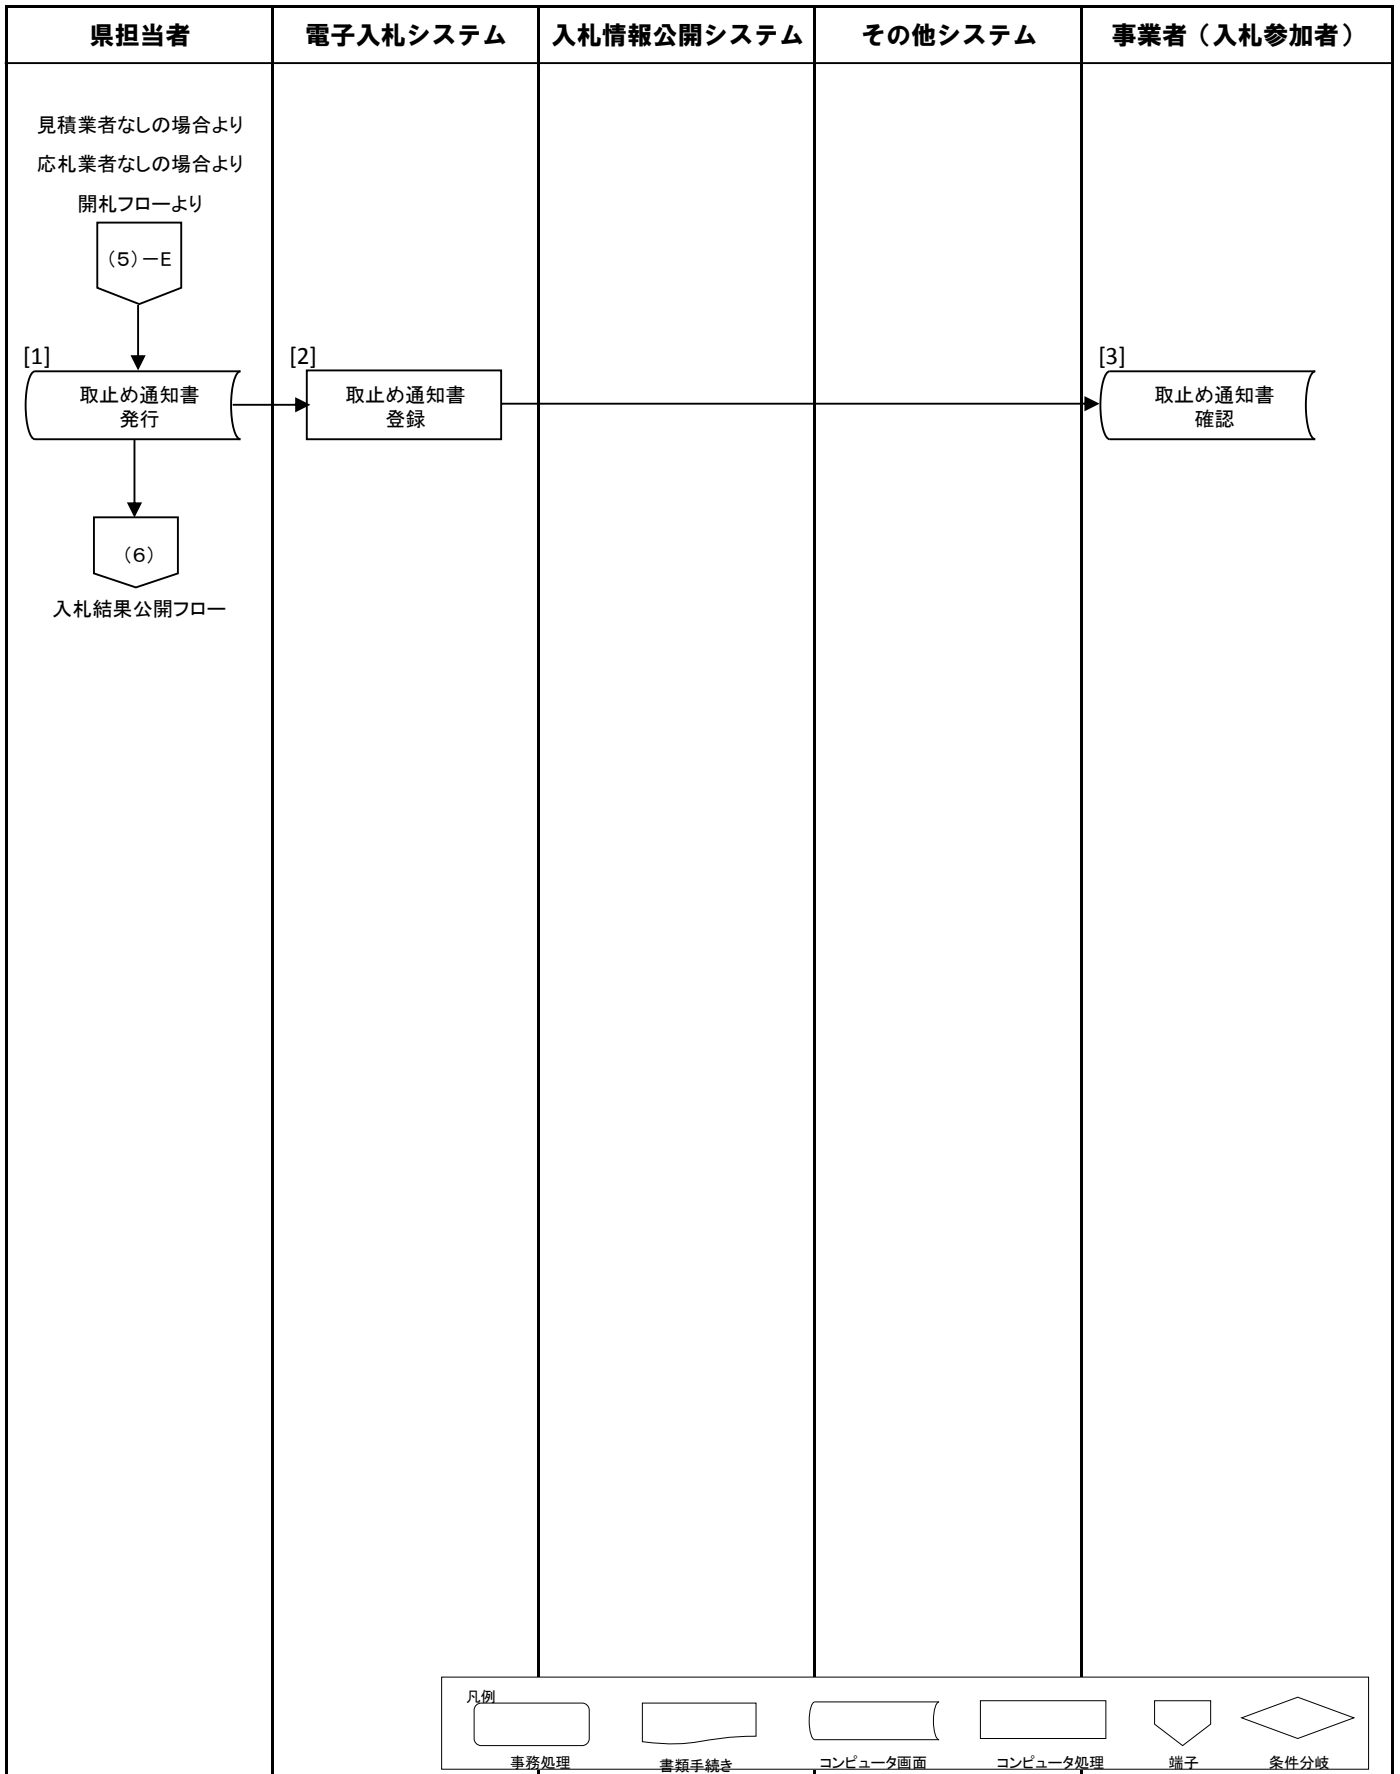 県担当者
電子入札システム
入札情報公開システム
その他システム
事業者（入札参加者）
見積業者なしの場合より
応札業者なしの場合より
開札フローより
（５）－Ｅ
[1]
取止め通知書
発行
[2]
取止め通知書
登録
[3]
取止め通知書
確認
（６）
入札結果公開フロー
凡例
事務処理
書類手続き
コンピュータ画面
コンピュータ処理
端子
条件分岐